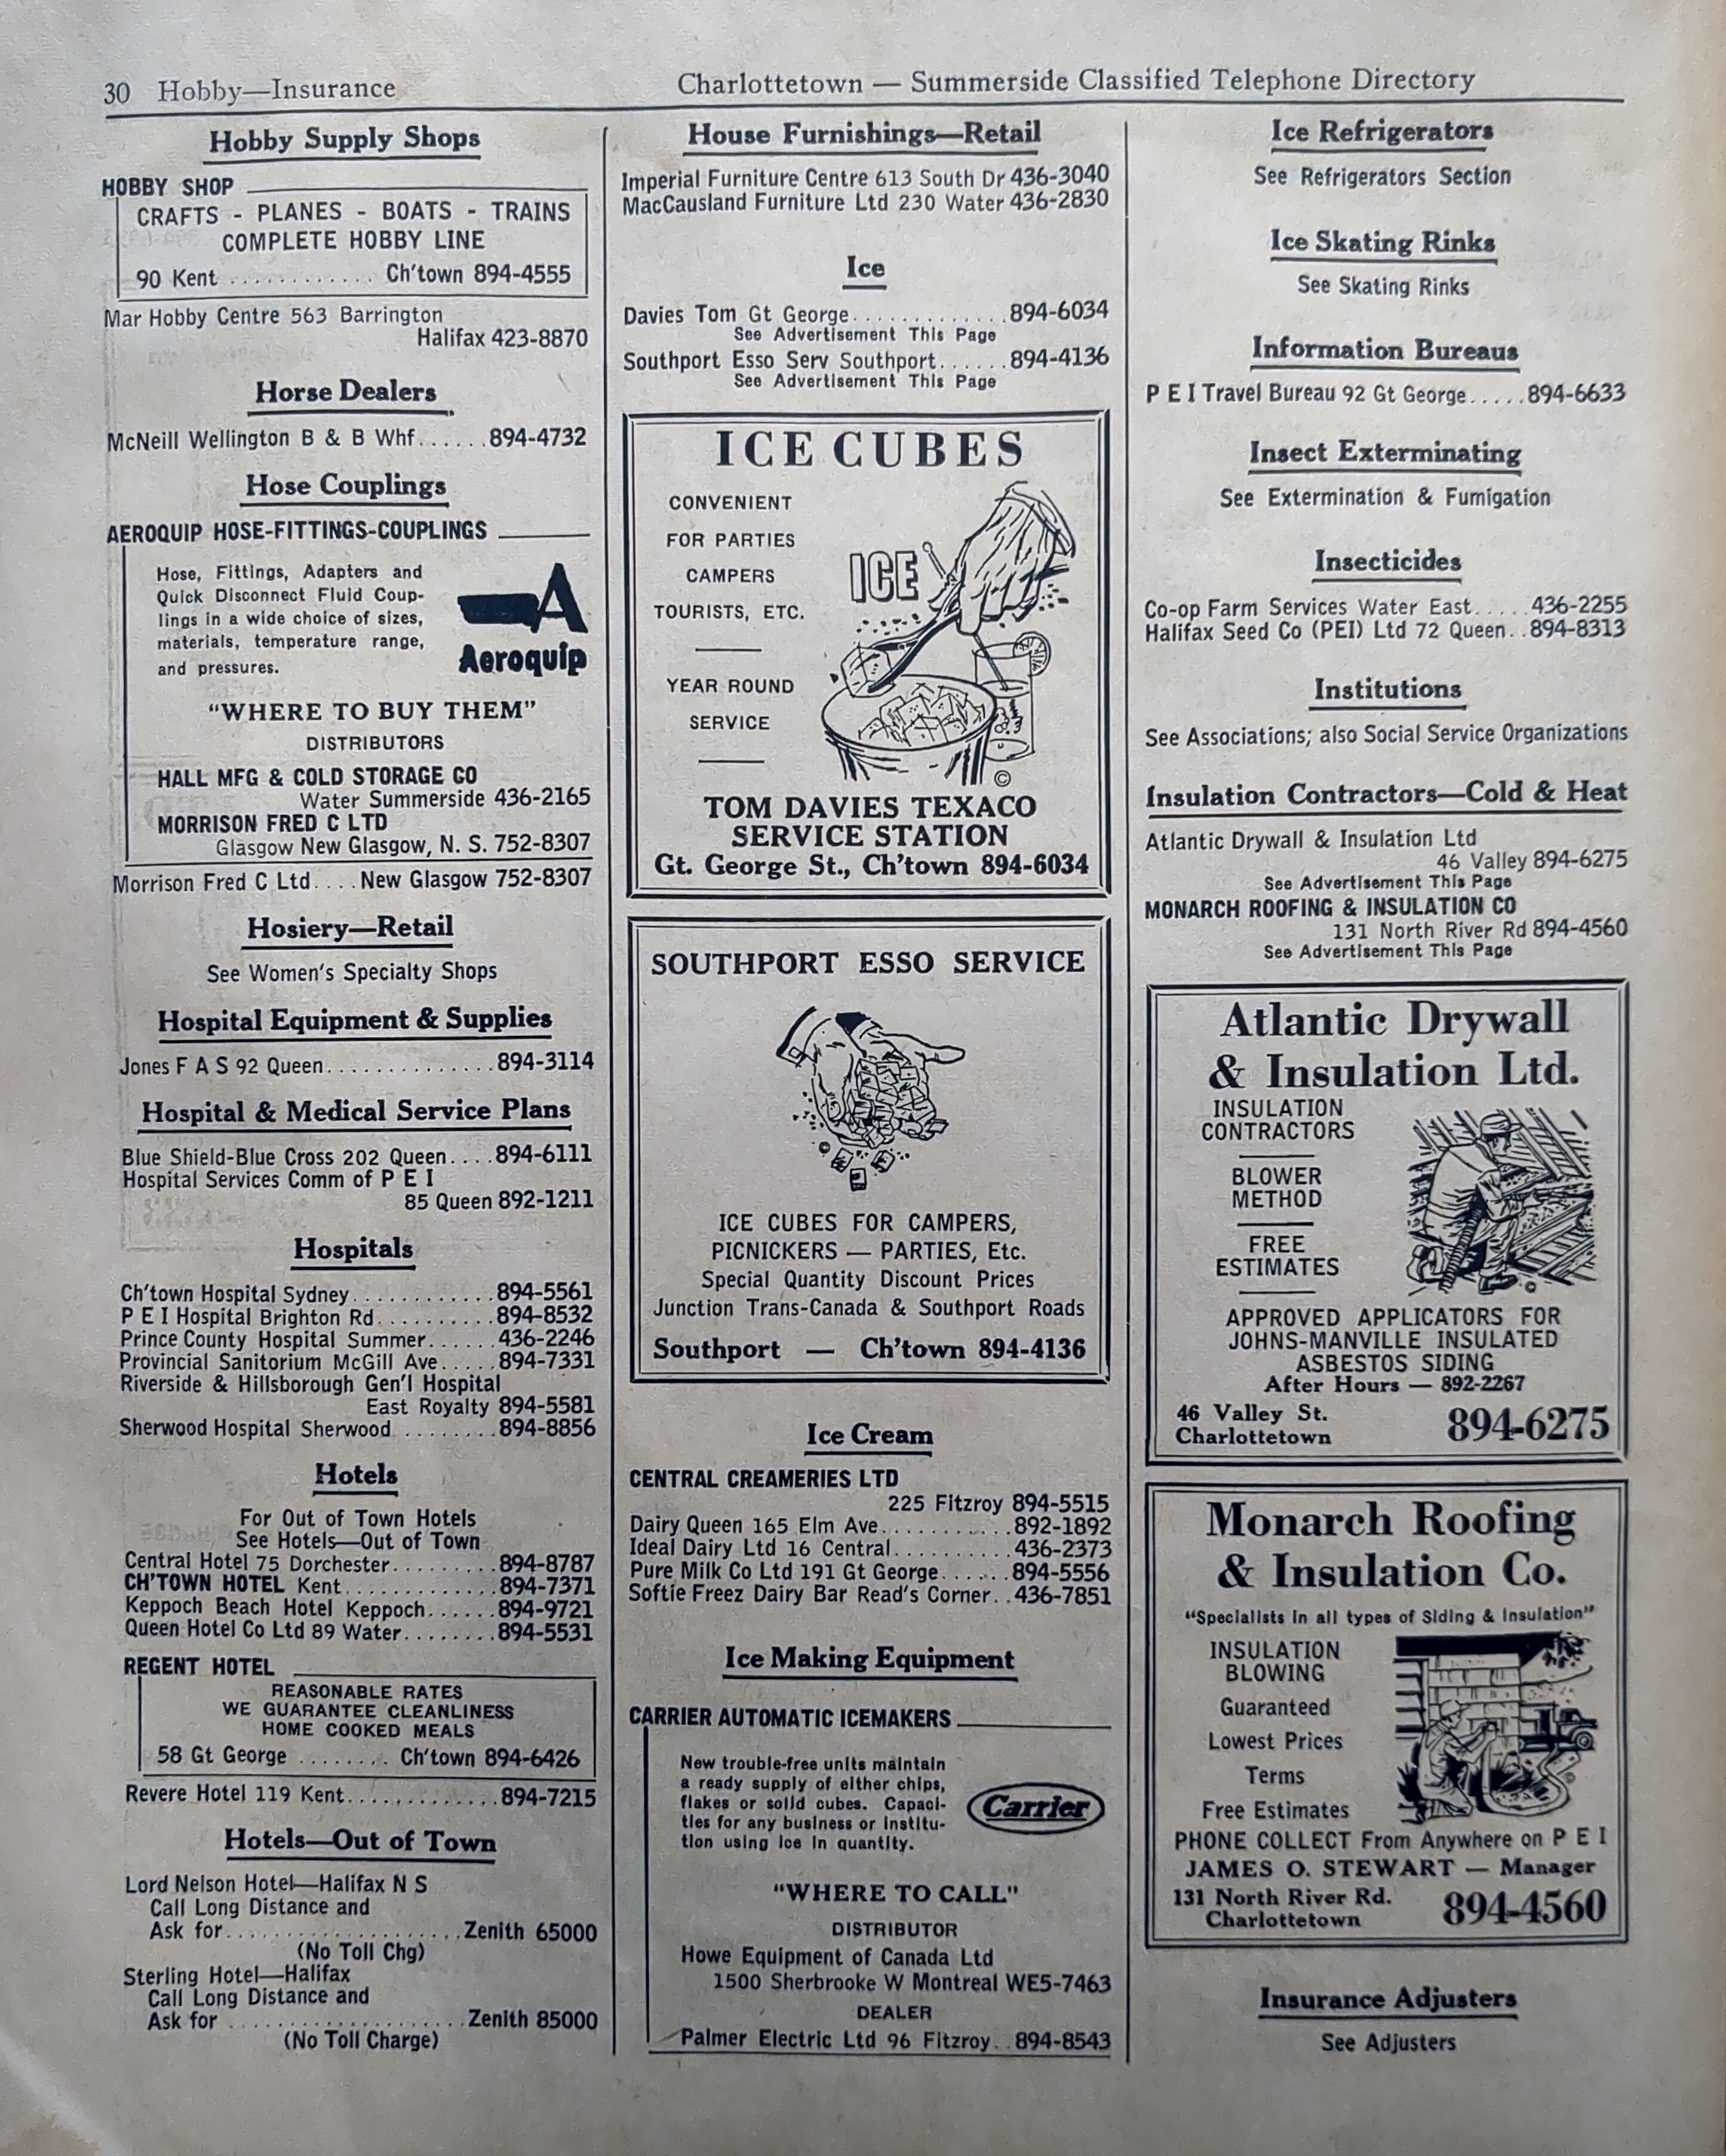 30 Hobby—Insurance
Charlottetown — Summerside Classified Telephone Directory
Hobby Supply Shops
HOBBY SHOP
CRAFTS - PLANES - BOATS - TRAINS
COMPLETE HOBBY LINE
90 Kent ............ Ch'town 894-4555
Mar Hobby Centre 563 Barrington
Halifax 423-8870
Horse Dealers
McNeill Wellington B & B Whf......894-4732
Hose Couplings
AEROQUIP HOSE-FITTINGS-COUPLINGS
Hose, Fittings, Adapters and
Quick Disconnect Fluid Coup-
lings in a wide choice of sizes,
materials, temperature range,
and pressures.
A
Aeroquip
"WHERE TO BUY THEM"
DISTRIBUTORS
HALL MFG & COLD STORAGE CO
Water Summerside 436-2165
MORRISON FRED C LTD
Glasgow New Glasgow, N. S. 752-8307
Morrison Fred C Ltd....New Glasgow 752-8307
Hosiery—Retail
See Women's Specialty Shops
Hospital Equipment & Supplies
Jones F A S 92 Queen..............894-3114
Hospital & Medical Service Plans
Blue Shield-Blue Cross 202 Queen....894-6111
Hospital Services Comm of P E I
85 Queen 892-1211
Hospitals
Ch'town Hospital Sydney............894-5561
P E I Hospital Brighton Rd..........894-8532
Prince County Hospital Summer......436-2246
Provincial Sanitorium McGill Ave.....894-7331
Riverside & Hillsborough Gen'l Hospital
East Royalty 894-5581
Sherwood Hospital Sherwood ........894-8856
Hotels
For Out of Town Hotels
See Hotels—Out of Town
Central Hotel 75 Dorchester.........894-8787
CH'TOWN HOTEL Kent.............894-7371
Keppoch Beach Hotel Keppoch......894-9721
Queen Hotel Co Ltd 89 Water........894-5531
REGENT HOTEL
REASONABLE RATES
WE GUARANTEE CLEANLINESS
HOME COOKED MEALS
58 Gt George ........ Ch'town 894-6426
Revere Hotel 119 Kent.............894-7215
Hotels—Out of Town
Lord Nelson Hotel—Halifax N S
Call Long Distance and
Ask for....................Zenith 65000
(No Toll Chg)
Sterling Hotel—Halifax
Call Long Distance and
Ask for ....................Zenith 85000
(No Toll Charge)
House Furnishings—Retail
Imperial Furniture Centre 613 South Dr 436-3040
MacCausland Furniture Ltd 230 Water 436-2830
Ice
Davies Tom Gt George.............894-6034
See Advertisement This Page
Southport Esso Serv Southport......894-4136
See Advertisement This Page
ICE CUBES
CONVENIENT
FOR PARTIES
CAMPERS
TOURISTS, ETC.
YEAR ROUND
SERVICE
ICE
©
TOM DAVIES TEXACO
SERVICE STATION
Gt. George St., Ch'town 894-6034
SOUTHPORT ESSO SERVICE
©
ICE CUBES FOR CAMPERS,
PICNICKERS — PARTIES, Etc.
Special Quantity Discount Prices
Junction Trans-Canada & Southport Roads
Southport — Ch'town 894-4136
Ice Cream
CENTRAL CREAMERIES LTD
225 Fitzroy 894-5515
Dairy Queen 165 Elm Ave...........892-1892
Ideal Dairy Ltd 16 Central..........436-2373
Pure Milk Co Ltd 191 Gt George......894-5556
Softie Freez Dairy Bar Read's Corner..436-7851
Ice Making Equipment
CARRIER AUTOMATIC ICEMAKERS
New trouble-free units maintain
a ready supply of either chips,
flakes or solid cubes. Capaci-
ties for any business or institu-
tion using ice in quantity.
Carrier
"WHERE TO CALL"
DISTRIBUTOR
Howe Equipment of Canada Ltd
1500 Sherbrooke W Montreal WE5-7463
DEALER
Palmer Electric Ltd 96 Fitzroy..894-8543
Ice Refrigerators
See Refrigerators Section
Ice Skating Rinks
See Skating Rinks
Information Bureaus
P E I Travel Bureau 92 Gt George.....894-6633
Insect Exterminating
See Extermination & Fumigation
Insecticides
Co-op Farm Services Water East.....436-2255
Halifax Seed Co (PEI) Ltd 72 Queen..894-8313
Institutions
See Associations; also Social Service Organizations
Insulation Contractors—Cold & Heat
Atlantic Drywall & Insulation Ltd
46 Valley 894-6275
See Advertisement This Page
MONARCH ROOFING & INSULATION CO
131 North River Rd 894-4560
See Advertisement This Page
Atlantic Drywall
& Insulation Ltd.
INSULATION
CONTRACTORS
BLOWER
METHOD
FREE
ESTIMATES
©
APPROVED APPLICATORS FOR
JOHNS-MANVILLE INSULATED
ASBESTOS SIDING
After Hours — 892-2267
46 Valley St.
Charlottetown 894-6275
Monarch Roofing
& Insulation Co.
"Specialists in all types of Siding & Insulation"
INSULATION
BLOWING
Guaranteed
Lowest Prices
Terms
Free Estimates
©
PHONE COLLECT From Anywhere on P E I
JAMES O. STEWART — Manager
131 North River Rd.
Charlottetown 894-4560
Insurance Adjusters
See Adjusters